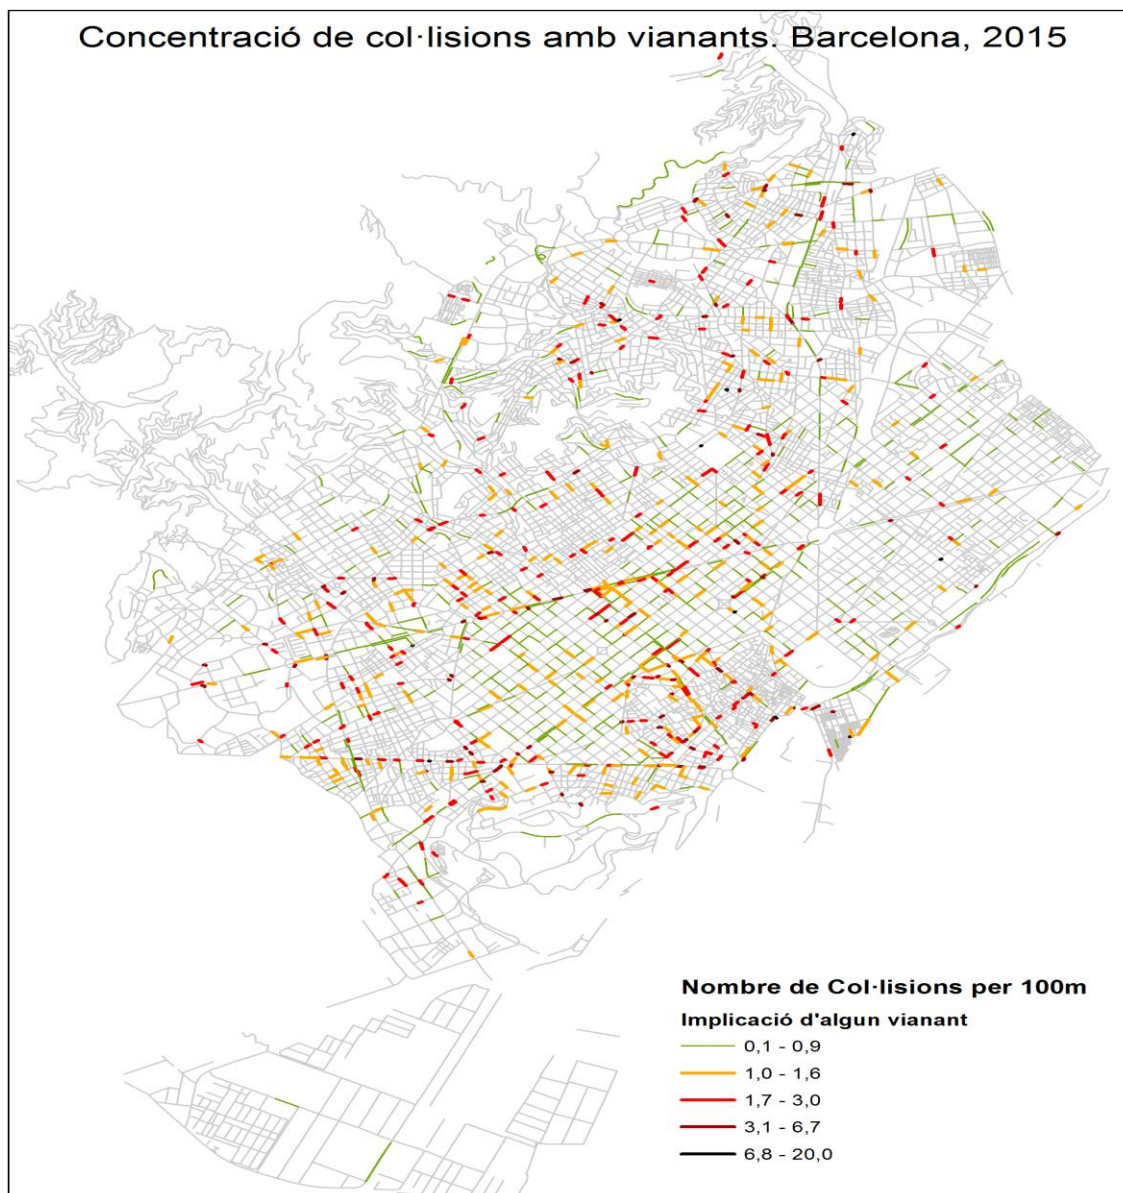 Concentració de col·lisions amb vianants. Barcelona, 2015
Nombre de Col·lisions per 100m
Implicació d'algun vianant
0,1 - 0,9
1,0 - 1,6
1,7 - 3,0
3,1 - 6,7
6,8 - 20,0